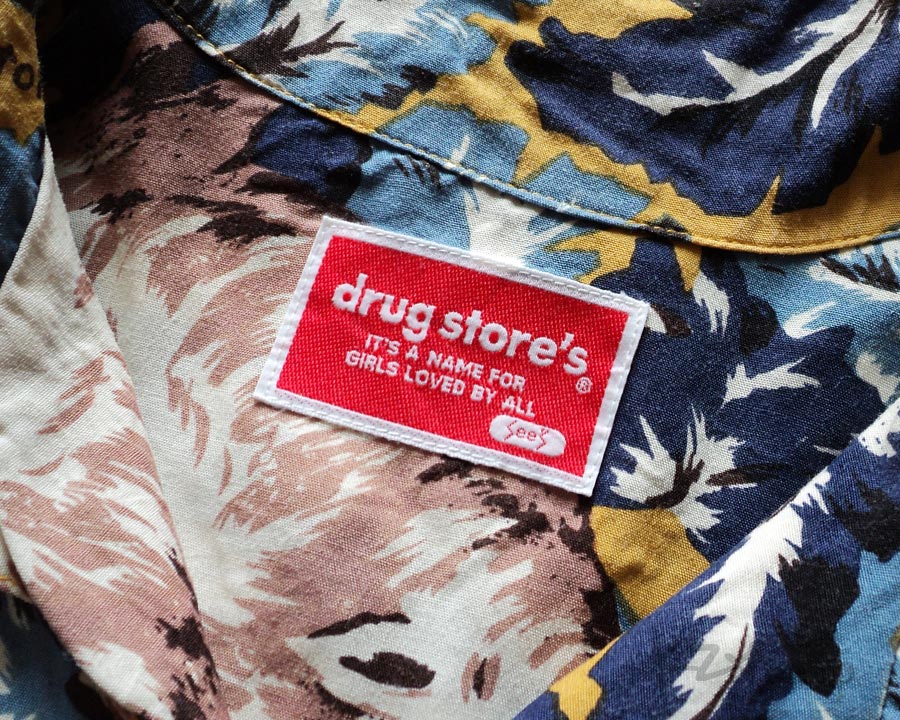 drug store's®
IT'S A NAME FOR
GIRLS LOVED BY ALL
See's